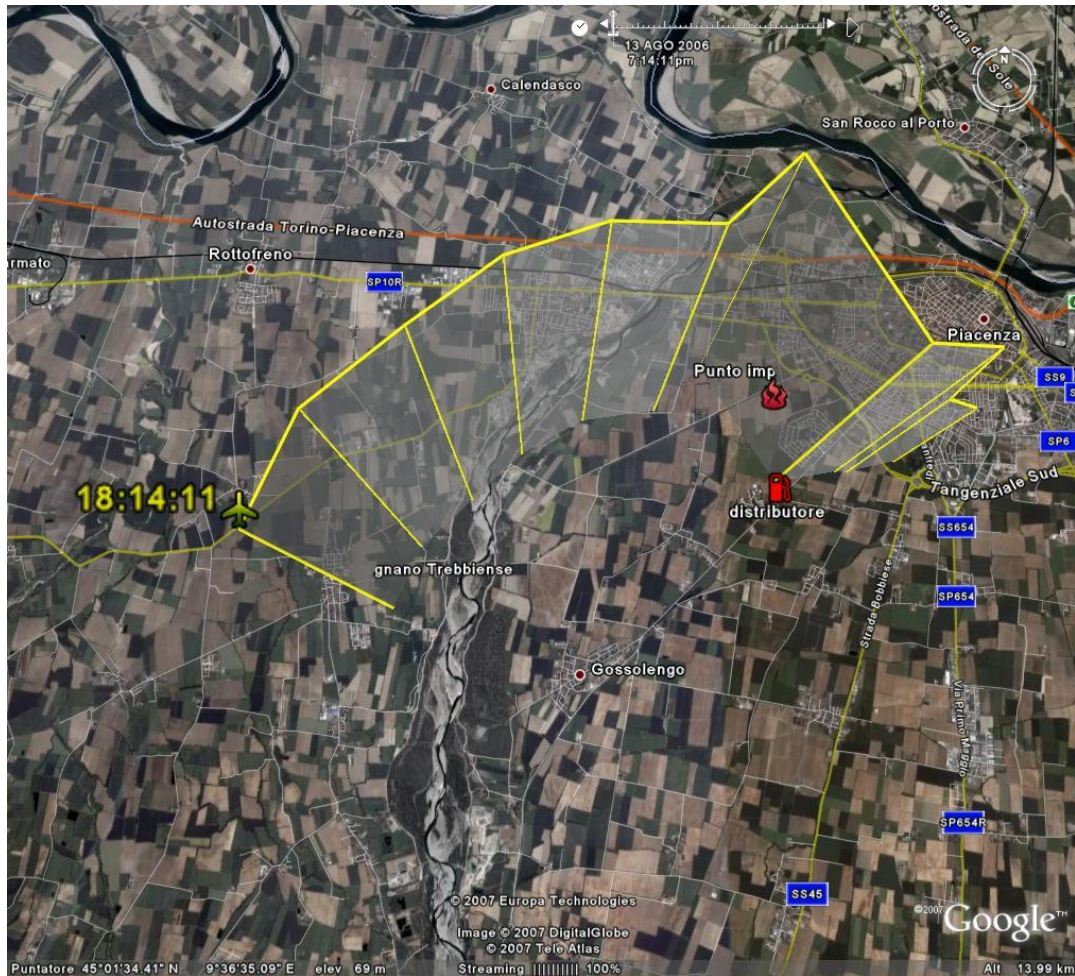 13 AGO 2006
7:14:11pm
N
Calendasco
San Rocco al Porto
Autostrada Torino-Piacenza
armato
Rottofreno
SP10R
Piacenza
Punto imp
SS9
SP6
18:14:11
distributore
Tangenziale Sud
SS654
gnano Trebbiense
SP654
Strada Bobbiese
Gossolengo
Via Primo Maggio
SP654R
SS45
© 2007 Europa Technologies
Image © 2007 DigitalGlobe
© 2007 Tele Atlas
©2007 Google™
Puntatore 45°01'34.41" N 9°36'35.09" E elev 69 m Streaming |||||||||| 100% Alt 13.99 km